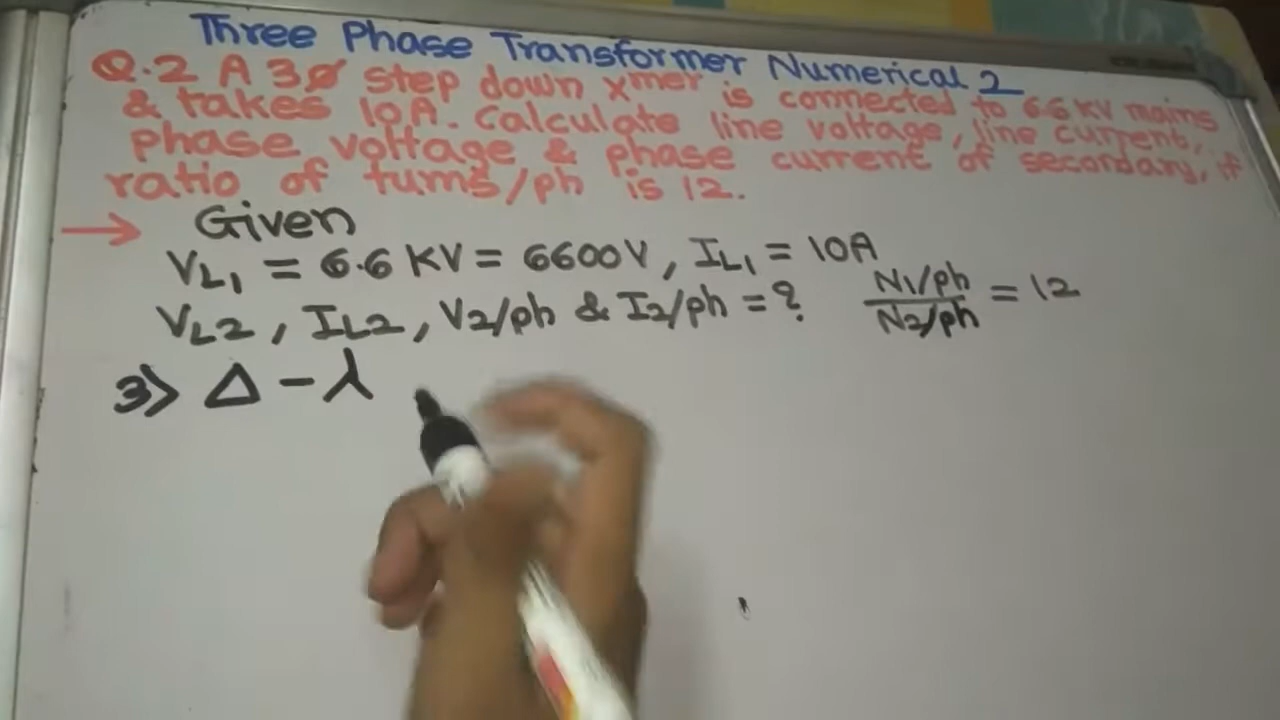 Three Phase Transformer Numerical 2
Q.2 A 3ø step down xmer is connected to 6.6 KV mains
& takes 10A. Calculate line voltage, line current,
phase voltage & phase current of secondary, if
ratio of turns/ph is 12.
→ Given
VL1 = 6.6 KV = 6600V, IL1 = 10A
VL2, IL2, V2/ph & I2/ph = ? N1/ph / N2/ph = 12
3> Δ - ⅄